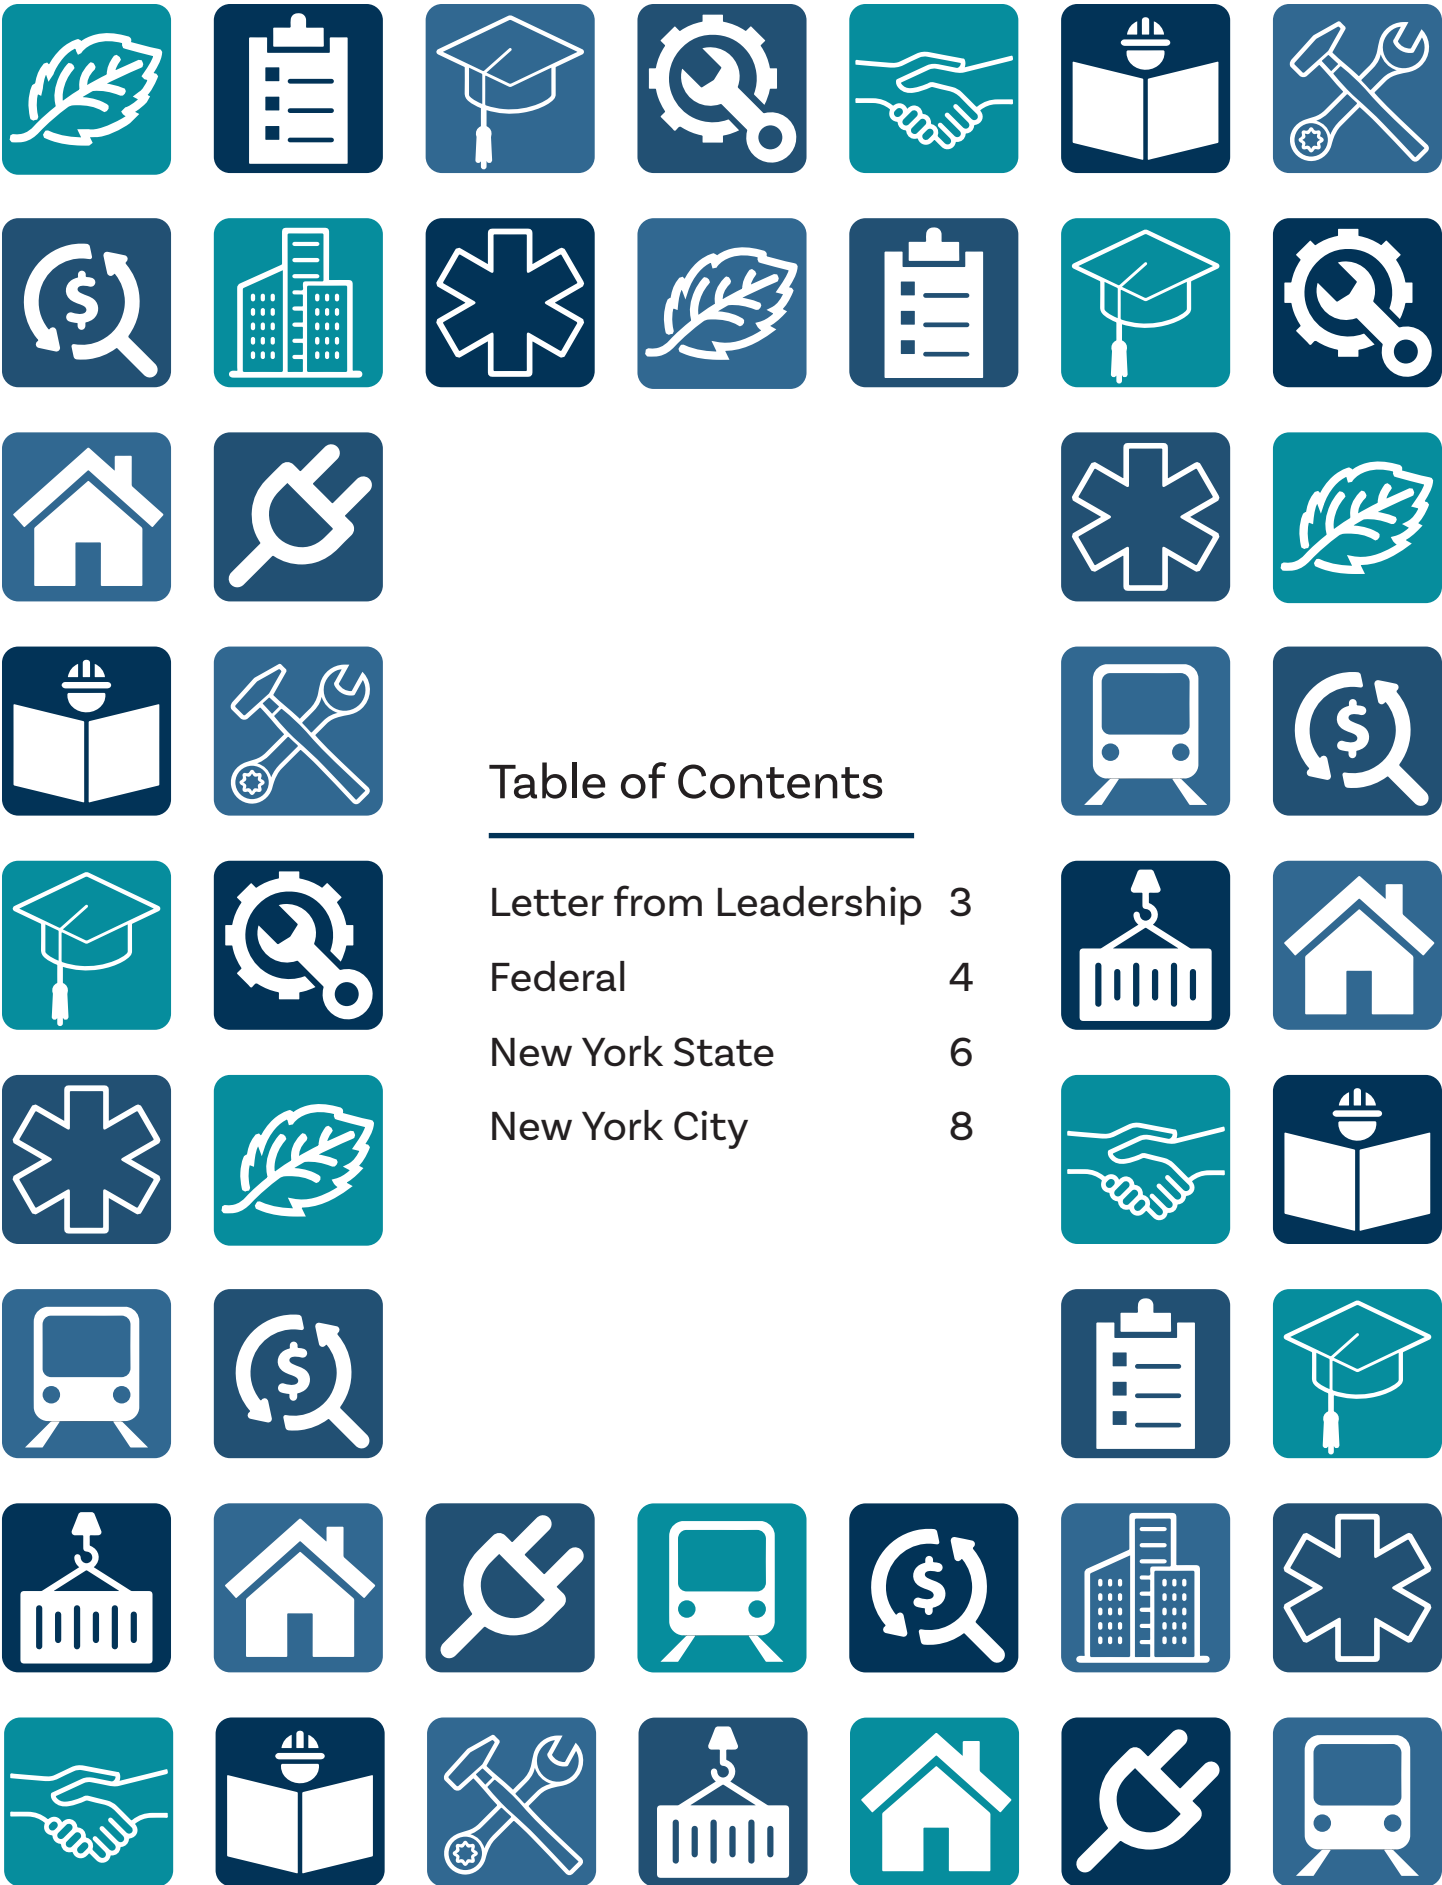 Table of Contents
Letter from Leadership 3
Federal 4
New York State 6
New York City 8